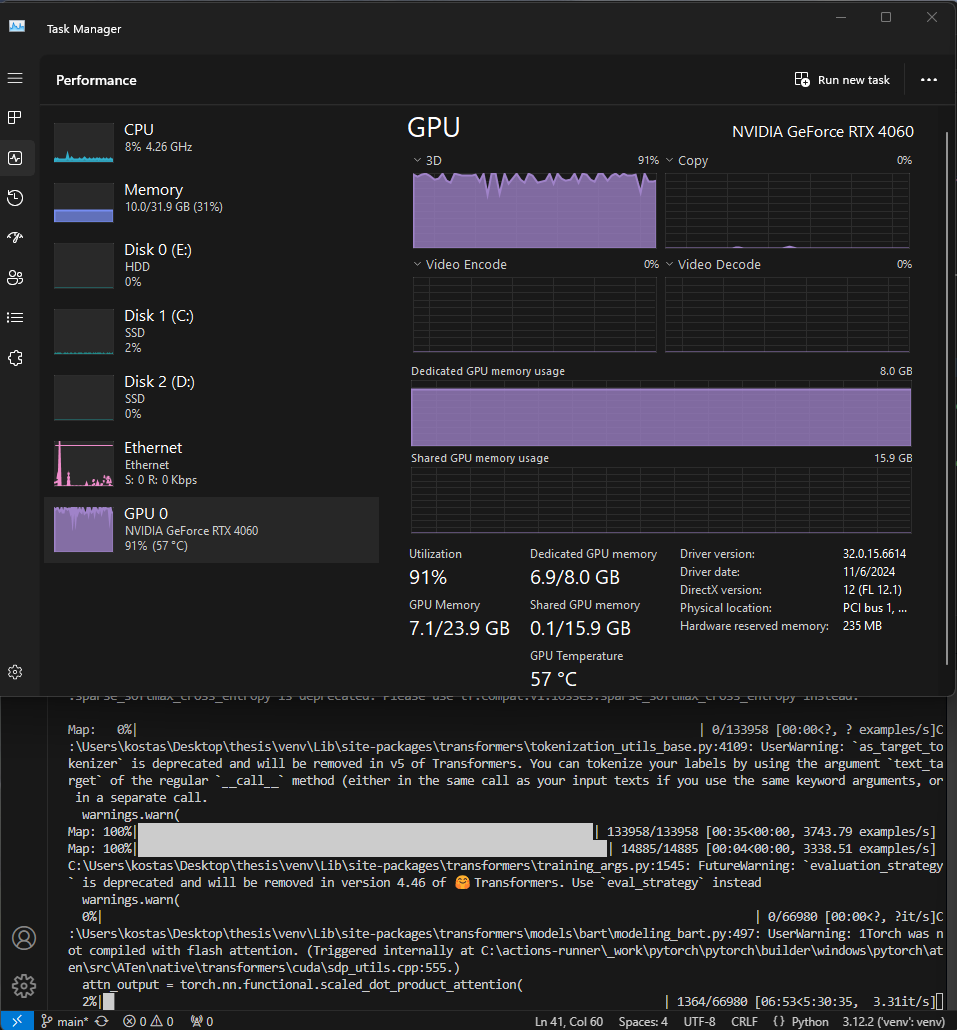 Task Manager
Performance
Run new task
CPU
8% 4.26 GHz
Memory
10.0/31.9 GB (31%)
Disk 0 (E:)
HDD
0%
Disk 1 (C:)
SSD
2%
Disk 2 (D:)
SSD
0%
Ethernet
Ethernet
S: 0 R: 0 Kbps
GPU 0
NVIDIA GeForce RTX 4060
91% (57 °C)
GPU
NVIDIA GeForce RTX 4060
3D 91%
Copy 0%
Video Encode 0%
Video Decode 0%
Dedicated GPU memory usage 8.0 GB
Shared GPU memory usage 15.9 GB
Utilization
91%
Dedicated GPU memory
6.9/8.0 GB
GPU Memory
7.1/23.9 GB
Shared GPU memory
0.1/15.9 GB
GPU Temperature
57 °C
Driver version: 32.0.15.6614
Driver date: 11/6/2024
DirectX version: 12 (FL 12.1)
Physical location: PCI bus 1, ...
Hardware reserved memory: 235 MB
.sparse_softmax_cross_entropy is deprecated. Please use tf.compat.v1.losses.sparse_softmax_cross_entropy instead.
Map:   0%| | 0/133958 [00:00<?, ? examples/s]C
:\Users\kostas\Desktop\thesis\venv\Lib\site-packages\transformers\tokenization_utils_base.py:4109: UserWarning: `as_target_to
kenizer` is deprecated and will be removed in v5 of Transformers. You can tokenize your labels by using the argument `text_ta
rget` of the regular `__call__` method (either in the same call as your input texts if you use the same keyword arguments, or
in a separate call.
warnings.warn(
Map: 100%| | 133958/133958 [00:35<00:00, 3743.79 examples/s]
Map: 100%| | 14885/14885 [00:04<00:00, 3338.51 examples/s]
C:\Users\kostas\Desktop\thesis\venv\Lib\site-packages\transformers\training_args.py:1545: FutureWarning: `evaluation_strategy
` is deprecated and will be removed in version 4.46 of 🤗 Transformers. Use `eval_strategy` instead
warnings.warn(
0%| | 0/66980 [00:00<?, ?it/s]C
:\Users\kostas\Desktop\thesis\venv\Lib\site-packages\transformers\models\bart\modeling_bart.py:497: UserWarning: 1Torch was n
ot compiled with flash attention. (Triggered internally at C:\actions-runner\_work\pytorch\pytorch\builder\windows\pytorch\at
en\src\ATen\native\transformers\cuda\sdp_utils.cpp:555.)
attn_output = torch.nn.functional.scaled_dot_product_attention(
2%| | 1364/66980 [06:53<5:30:35, 3.31it/s]
main* 0 0 0 Ln 41, Col 60 Spaces: 4 UTF-8 CRLF {} Python 3.12.2 ('venv': venv)